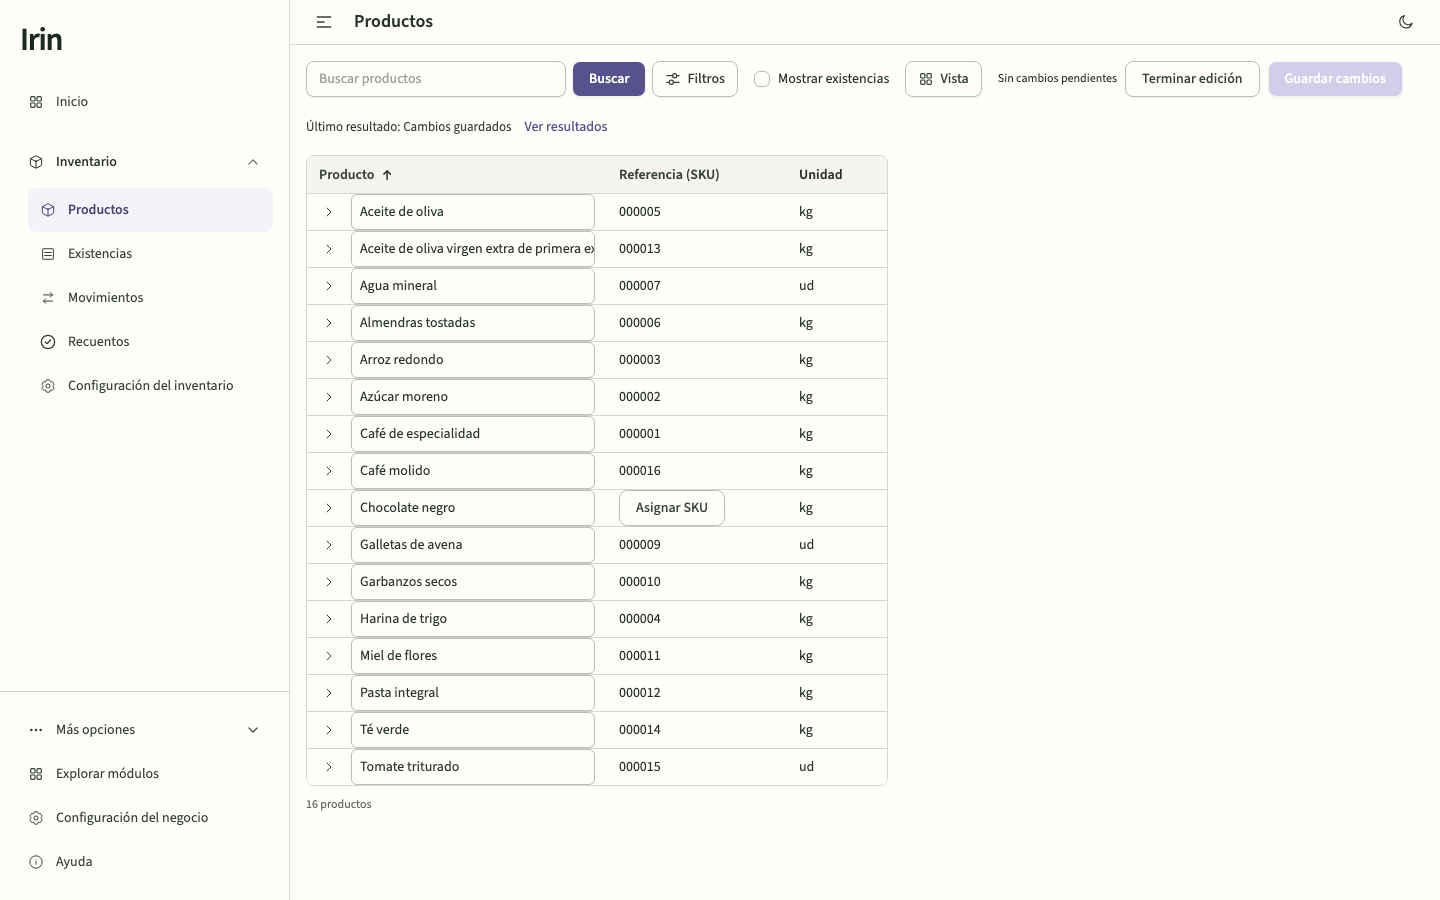 Irin
Inicio
Inventario
Productos
Existencias
Movimientos
Recuentos
Configuración del inventario
Más opciones
Explorar módulos
Configuración del negocio
Ayuda
Productos
Buscar productos Buscar Filtros Mostrar existencias Vista Sin cambios pendientes Terminar edición Guardar cambios
Último resultado: Cambios guardados Ver resultados
Producto Referencia (SKU) Unidad
Aceite de oliva 000005 kg
Aceite de oliva virgen extra de primera ex 000013 kg
Agua mineral 000007 ud
Almendras tostadas 000006 kg
Arroz redondo 000003 kg
Azúcar moreno 000002 kg
Café de especialidad 000001 kg
Café molido 000016 kg
Chocolate negro Asignar SKU kg
Galletas de avena 000009 ud
Garbanzos secos 000010 kg
Harina de trigo 000004 kg
Miel de flores 000011 kg
Pasta integral 000012 kg
Té verde 000014 kg
Tomate triturado 000015 ud
16 productos